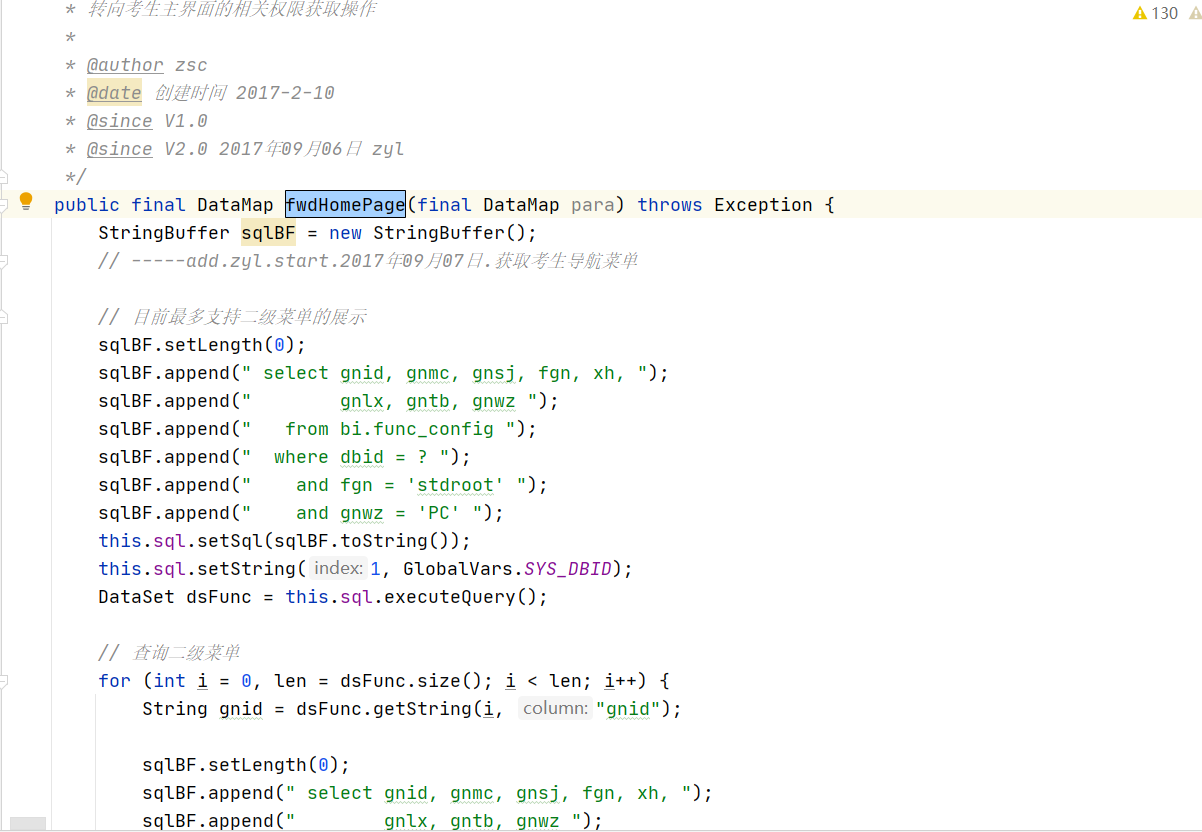 * 转向考生主界面的相关权限获取操作
130
*
* @author zsc
* @date 创建时间 2017-2-10
* @since V1.0
* @since V2.0 2017年09月06日 zyl
*/
public final DataMap fwdHomePage(final DataMap para) throws Exception {
StringBuffer sqlBF = new StringBuffer();
// -----add.zyl.start.2017年09月07日.获取考生导航菜单
// 目前最多支持二级菜单的展示
sqlBF.setLength(0);
sqlBF.append(" select gnid, gnmc, gnsj, fgn, xh, ");
sqlBF.append("        gnlx, gntb, gnwz ");
sqlBF.append("   from bi.func_config ");
sqlBF.append("  where dbid = ? ");
sqlBF.append("    and fgn = 'stdroot' ");
sqlBF.append("    and gnwz = 'PC' ");
this.sql.setSql(sqlBF.toString());
this.sql.setString( index: 1, GlobalVars.SYS_DBID);
DataSet dsFunc = this.sql.executeQuery();
// 查询二级菜单
for (int i = 0, len = dsFunc.size(); i < len; i++) {
String gnid = dsFunc.getString(i, column: "gnid");
sqlBF.setLength(0);
sqlBF.append(" select gnid, gnmc, gnsj, fgn, xh, ");
sqlBF.append("        gnlx, gntb, gnwz ");